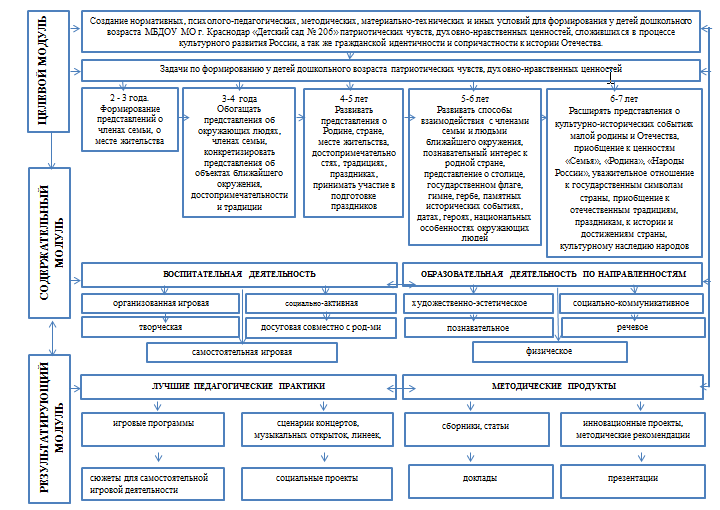 ЦЕЛЕВОЙ МОДУЛЬ
Создание нормативных, психолого-педагогический, методических, материально-технических и иных условий для формирования у детей дошкольного
возраста МБДОУ МО г. Краснодар «Детский сад № 206» патриотических чувств, духовно-нравственных ценностей, сложившихся в процессе
культурного развития России, а так же гражданской идентичности и сопричастности к истории Отечества.
Задачи по формированию у детей дошкольного возраста патриотических чувств, духовно-нравственных ценностей
2 - 3 года.
Формирование
представлений о
членах семьи, о
месте жительства
3-4 года
Обогащать
представления об
окружающих людях,
членах семьи,
конкретизировать
представления об
объектах ближайшего
окружения,
достопримечательности
и традиции
4-5 лет
Развивать
представления о
Родине, стране,
месте жительства,
достопримечательно
стях, традициях,
праздниках,
принимать участие в
подготовке
праздников
5-6 лет
Развивать способы
взаимодействия с членами
семьи и людьми
ближайшего окружения,
познавательный интерес к
родной стране,
представление о столице,
государственном флаге,
гимне, гербе, памятных
исторических событиях,
датах, героях, национальных
особенностях окружающих
людей
6-7 лет
Расширять представления о
культурно-исторических событиях
малой родины и Отечества,
приобщение к ценностям
«Семья», «Родина», «Народы
России», уважительное отношение
к государственным символам
страны, приобщение к
отечественным традициям,
праздникам, к истории и
достижениям страны,
культурному наследию народов
СОДЕРЖАТЕЛЬНЫЙ
МОДУЛЬ
ВОСПИТАТЕЛЬНАЯ ДЕЯТЕЛЬНОСТЬ
организованная игровая
социально-активная
творческая
досуговая совместно с род-ми
самостоятельная игровая
ОБРАЗОВАТЕЛЬНАЯ ДЕЯТЕЛЬНОСТЬ ПО НАПРАВЛЕННОСТЯМ
художественно-эстетическое
социально-коммуникативное
познавательное
речевое
физическое
РЕЗУЛЬТАТИРУЮЩИЙ
МОДУЛЬ
ЛУЧШИЕ ПЕДАГОГИЧЕСКИЕ ПРАКТИКИ
игровые программы
сценарии концертов,
музыкальных открыток, линеек,
сюжеты для самостоятельной
игровой деятельности
социальные проекты
МЕТОДИЧЕСКИЕ ПРОДУКТЫ
сборники, статьи
инновационные проекты,
методические рекомендации
доклады
презентации